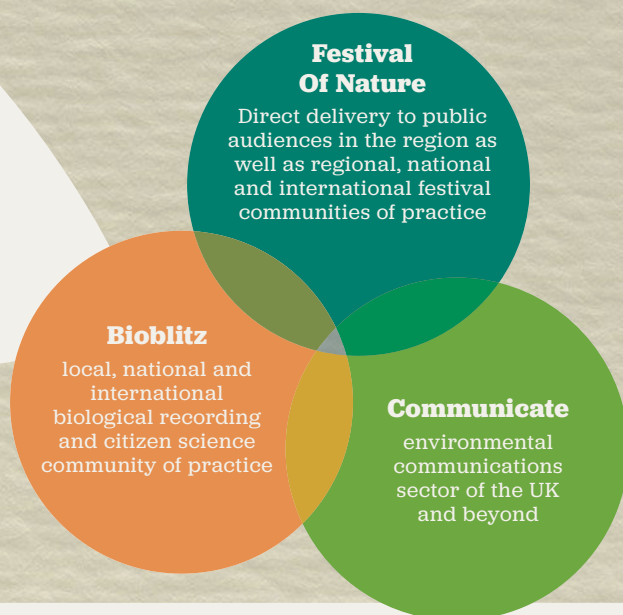 Festival
Of Nature
Direct delivery to public
audiences in the region as
well as regional, national
and international festival
communities of practice
Bioblitz
local, national and
international
biological recording
and citizen science
community of practice
Communicate
environmental
communications
sector of the UK
and beyond